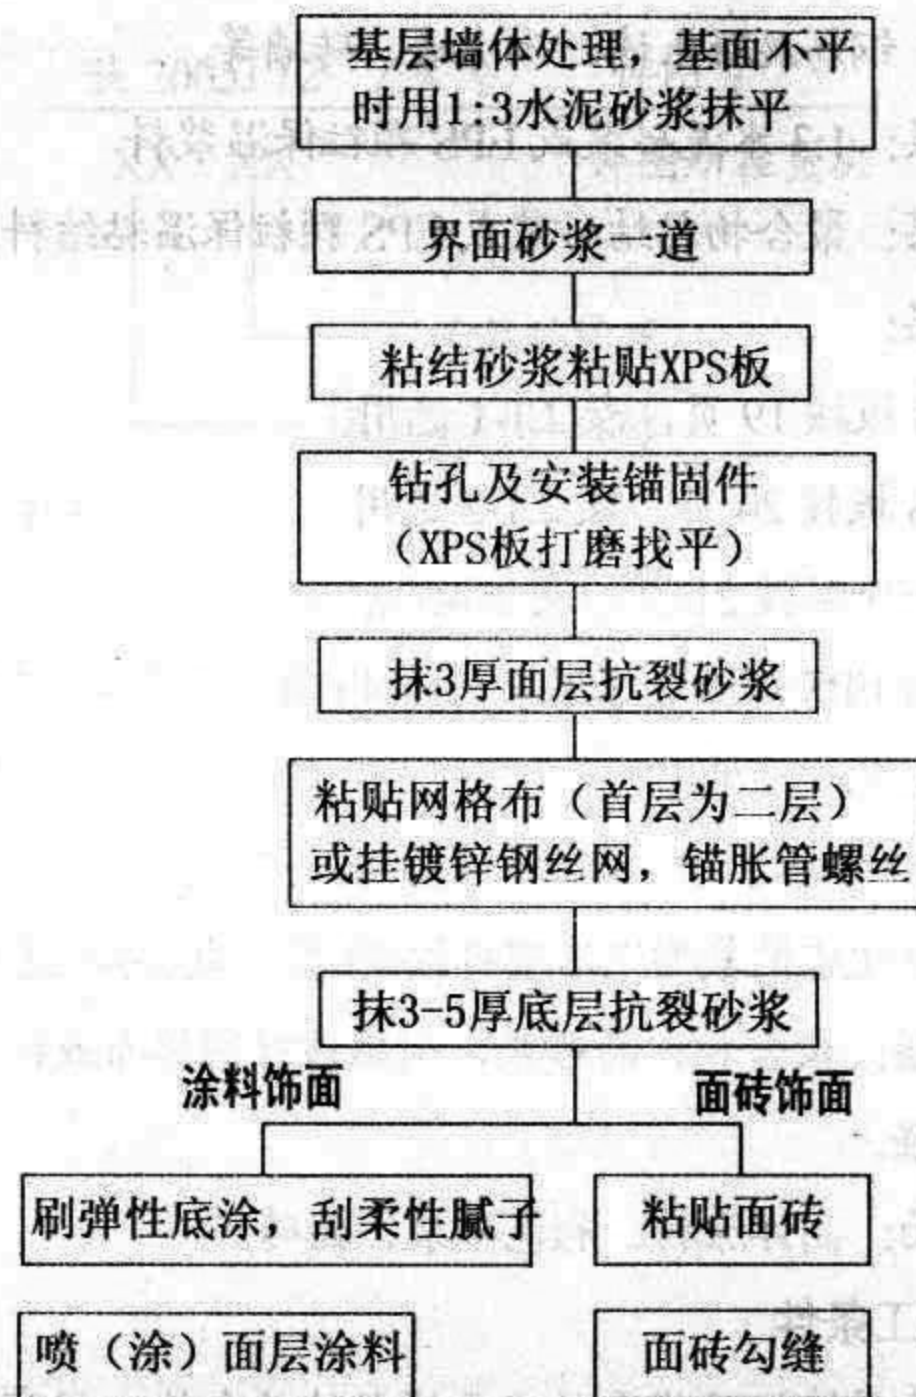 基层墙体处理，基面不平
时用1:3水泥砂浆抹平
界面砂浆一道
粘结砂浆粘贴XPS板
钻孔及安装锚固件
（XPS板打磨找平）
抹3厚面层抗裂砂浆
粘贴网格布（首层为二层）
或挂镀锌钢丝网，锚胀管螺丝
抹3-5厚底层抗裂砂浆
涂料饰面
面砖饰面
刷弹性底涂，刮柔性腻子
粘贴面砖
喷（涂）面层涂料
面砖勾缝